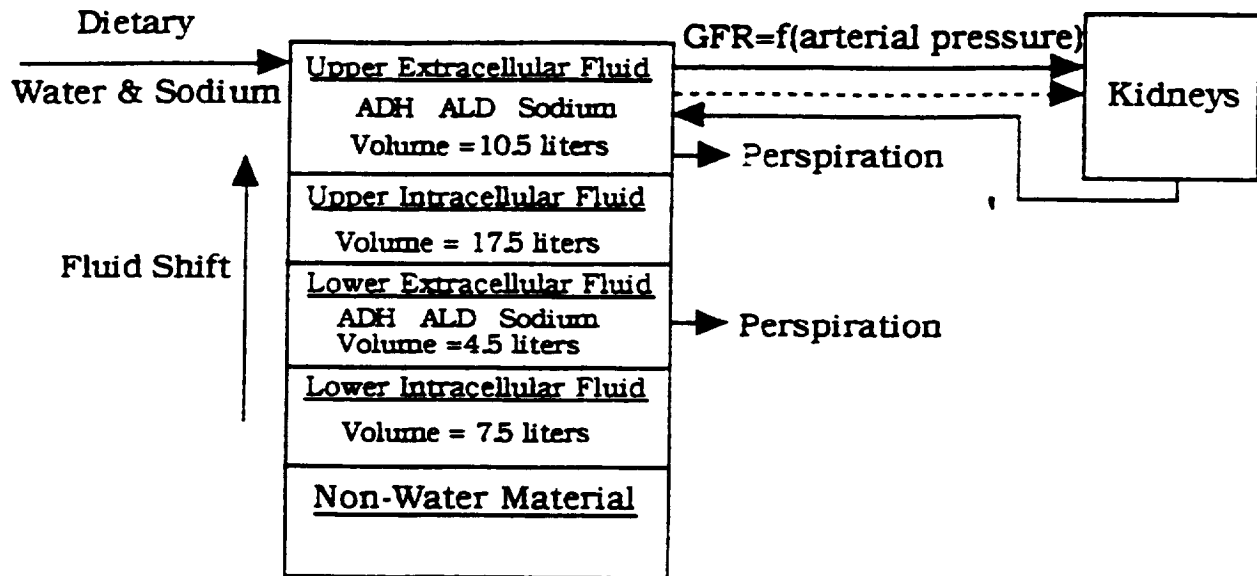 Dietary
Water & Sodium
Fluid Shift
Upper Extracellular Fluid
ADH ALD Sodium
Volume = 10.5 liters
Upper Intracellular Fluid
Volume = 17.5 liters
Lower Extracellular Fluid
ADH ALD Sodium
Volume =4.5 liters
Lower Intracellular Fluid
Volume = 7.5 liters
Non-Water Material
GFR=f(arterial pressure)
Kidneys
Perspiration
Perspiration